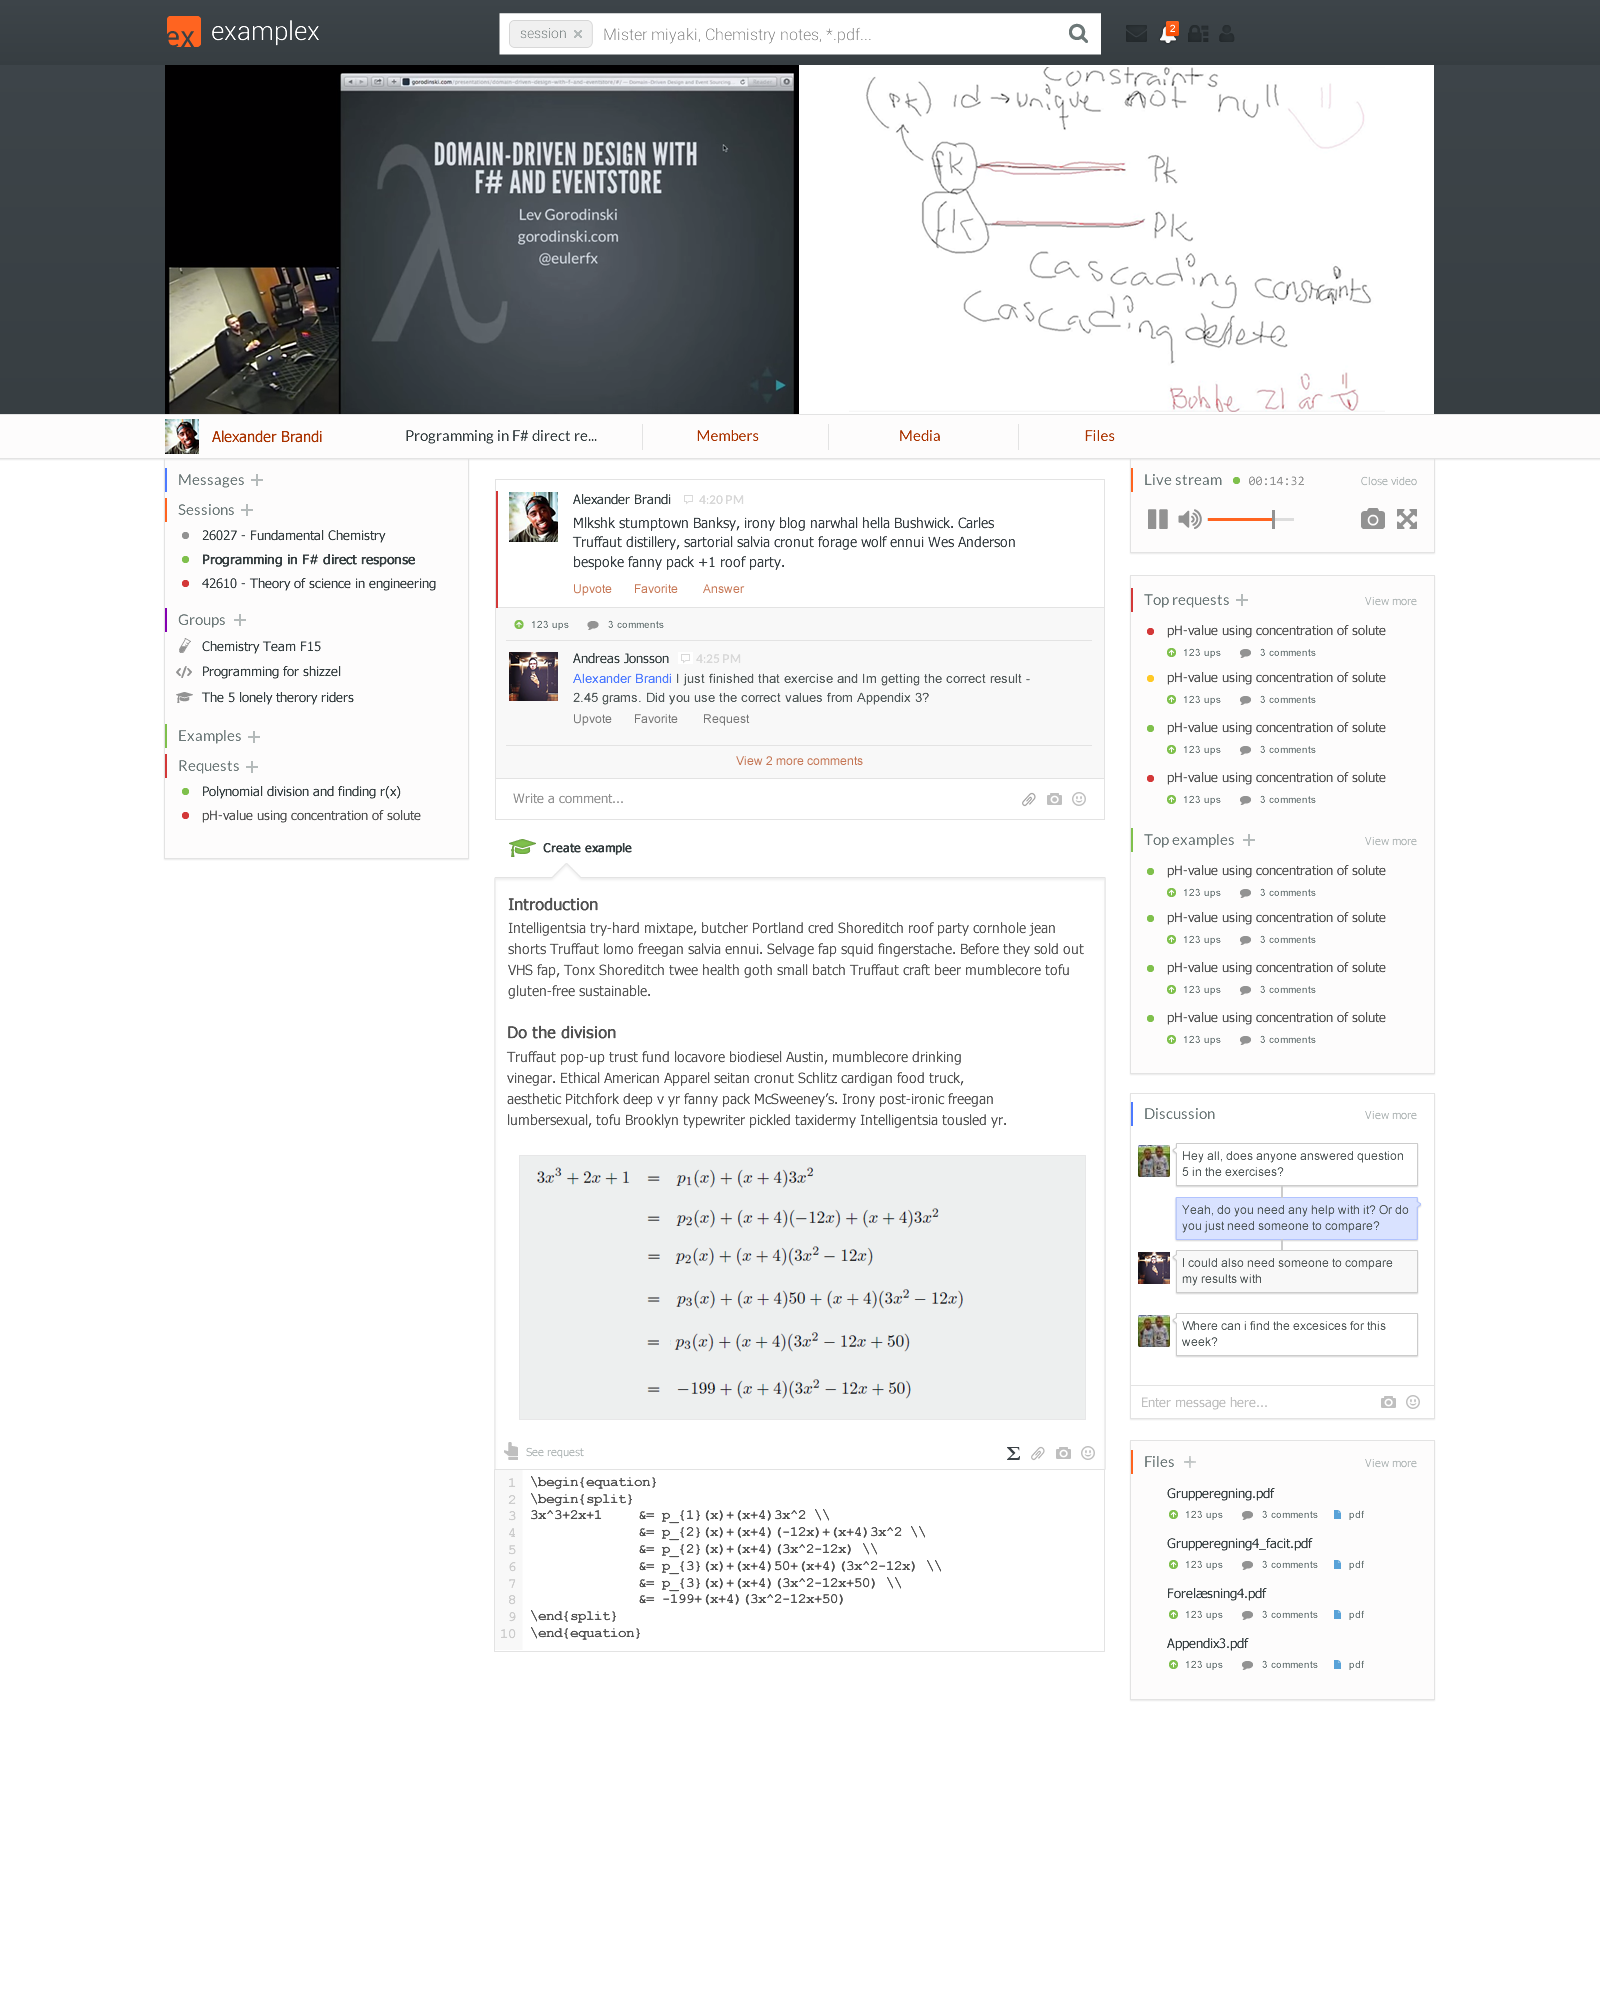 ex examplex
session × Mister miyaki, Chemistry notes, *.pdf...
2
DOMAIN-DRIVEN DESIGN WITH
F# AND EVENTSTORE
Lev Gorodinski
gorodinski.com
@eulerfx
Constraints
(PK) id → unique not null
fk PK
fk PK
Cascading constraints
Cascading delete
Bobbe 21 år
Alexander Brandi
Programming in F# direct re...
Members
Media
Files
Messages
Sessions
26027 - Fundamental Chemistry
Programming in F# direct response
42610 - Theory of science in engineering
Groups
Chemistry Team F15
Programming for shizzel
The 5 lonely therory riders
Examples
Requests
Polynomial division and finding r(x)
pH-value using concentration of solute
Alexander Brandi 4:20 PM
Mlkshk stumptown Banksy, irony blog narwhal hella Bushwick. Carles
Truffaut distillery, sartorial salvia cronut forage wolf ennui Wes Anderson
bespoke fanny pack +1 roof party.
Upvote Favorite Answer
123 ups 3 comments
Andreas Jonsson 4:25 PM
Alexander Brandi I just finished that exercise and Im getting the correct result -
2.45 grams. Did you use the correct values from Appendix 3?
Upvote Favorite Request
View 2 more comments
Write a comment...
Create example
Introduction
Intelligentsia try-hard mixtape, butcher Portland cred Shoreditch roof party cornhole jean
shorts Truffaut lomo freegan salvia ennui. Selvage fap squid fingerstache. Before they sold out
VHS fap, Tonx Shoreditch twee health goth small batch Truffaut craft beer mumblecore tofu
gluten-free sustainable.
Do the division
Truffaut pop-up trust fund locavore biodiesel Austin, mumblecore drinking
vinegar. Ethical American Apparel seitan cronut Schlitz cardigan food truck,
aesthetic Pitchfork deep v yr fanny pack McSweeney's. Irony post-ironic freegan
lumbersexual, tofu Brooklyn typewriter pickled taxidermy Intelligentsia tousled yr.
3x³ + 2x + 1 = p₁(x) + (x + 4)3x²
= p₂(x) + (x + 4)(−12x) + (x + 4)3x²
= p₂(x) + (x + 4)(3x² − 12x)
= p₃(x) + (x + 4)50 + (x + 4)(3x² − 12x)
= p₃(x) + (x + 4)(3x² − 12x + 50)
= −199 + (x + 4)(3x² − 12x + 50)
See request Σ
1 \begin{equation}
2 \begin{split}
3 3x^3+2x+1 &= p_{1}(x)+(x+4)3x^2 \\
4 &= p_{2}(x)+(x+4)(-12x)+(x+4)3x^2 \\
5 &= p_{2}(x)+(x+4)(3x^2-12x) \\
6 &= p_{3}(x)+(x+4)50+(x+4)(3x^2-12x) \\
7 &= p_{3}(x)+(x+4)(3x^2-12x+50) \\
8 &= -199+(x+4)(3x^2-12x+50)
9 \end{split}
10 \end{equation}
Live stream 00:14:32 Close video
Top requests View more
pH-value using concentration of solute
123 ups 3 comments
pH-value using concentration of solute
123 ups 3 comments
pH-value using concentration of solute
123 ups 3 comments
pH-value using concentration of solute
123 ups 3 comments
Top examples View more
pH-value using concentration of solute
123 ups 3 comments
pH-value using concentration of solute
123 ups 3 comments
pH-value using concentration of solute
123 ups 3 comments
pH-value using concentration of solute
123 ups 3 comments
Discussion View more
Hey all, does anyone answered question
5 in the exercises?
Yeah, do you need any help with it? Or do
you just need someone to compare?
I could also need someone to compare
my results with
Where can i find the excesices for this
week?
Enter message here...
Files View more
Grupperegning.pdf
123 ups 3 comments pdf
Grupperegning4_facit.pdf
123 ups 3 comments pdf
Forelæsning4.pdf
123 ups 3 comments pdf
Appendix3.pdf
123 ups 3 comments pdf